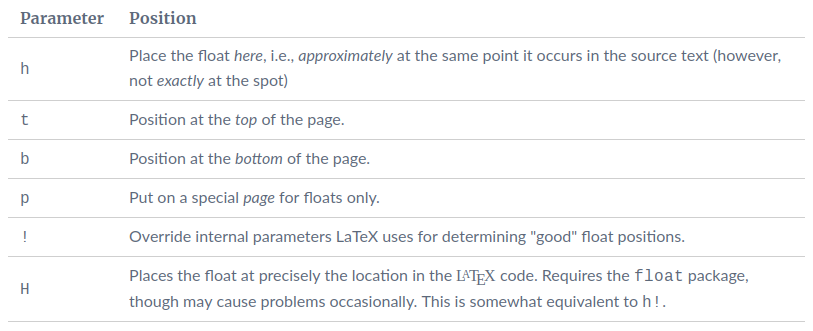 Parameter Position
h Place the float here, i.e., approximately at the same point it occurs in the source text (however,
not exactly at the spot)
t Position at the top of the page.
b Position at the bottom of the page.
p Put on a special page for floats only.
! Override internal parameters LaTeX uses for determining "good" float positions.
H Places the float at precisely the location in the LATEX code. Requires the float package,
though may cause problems occasionally. This is somewhat equivalent to h!.